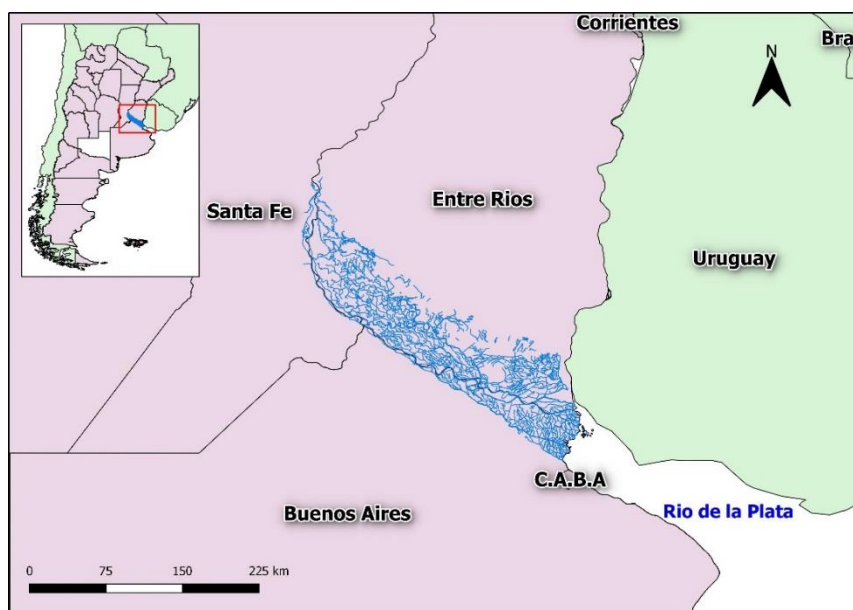 Corrientes
Bra
N
Santa Fe
Entre Rios
Uruguay
C.A.B.A
Buenos Aires
Rio de la Plata
0 75 150 225 km